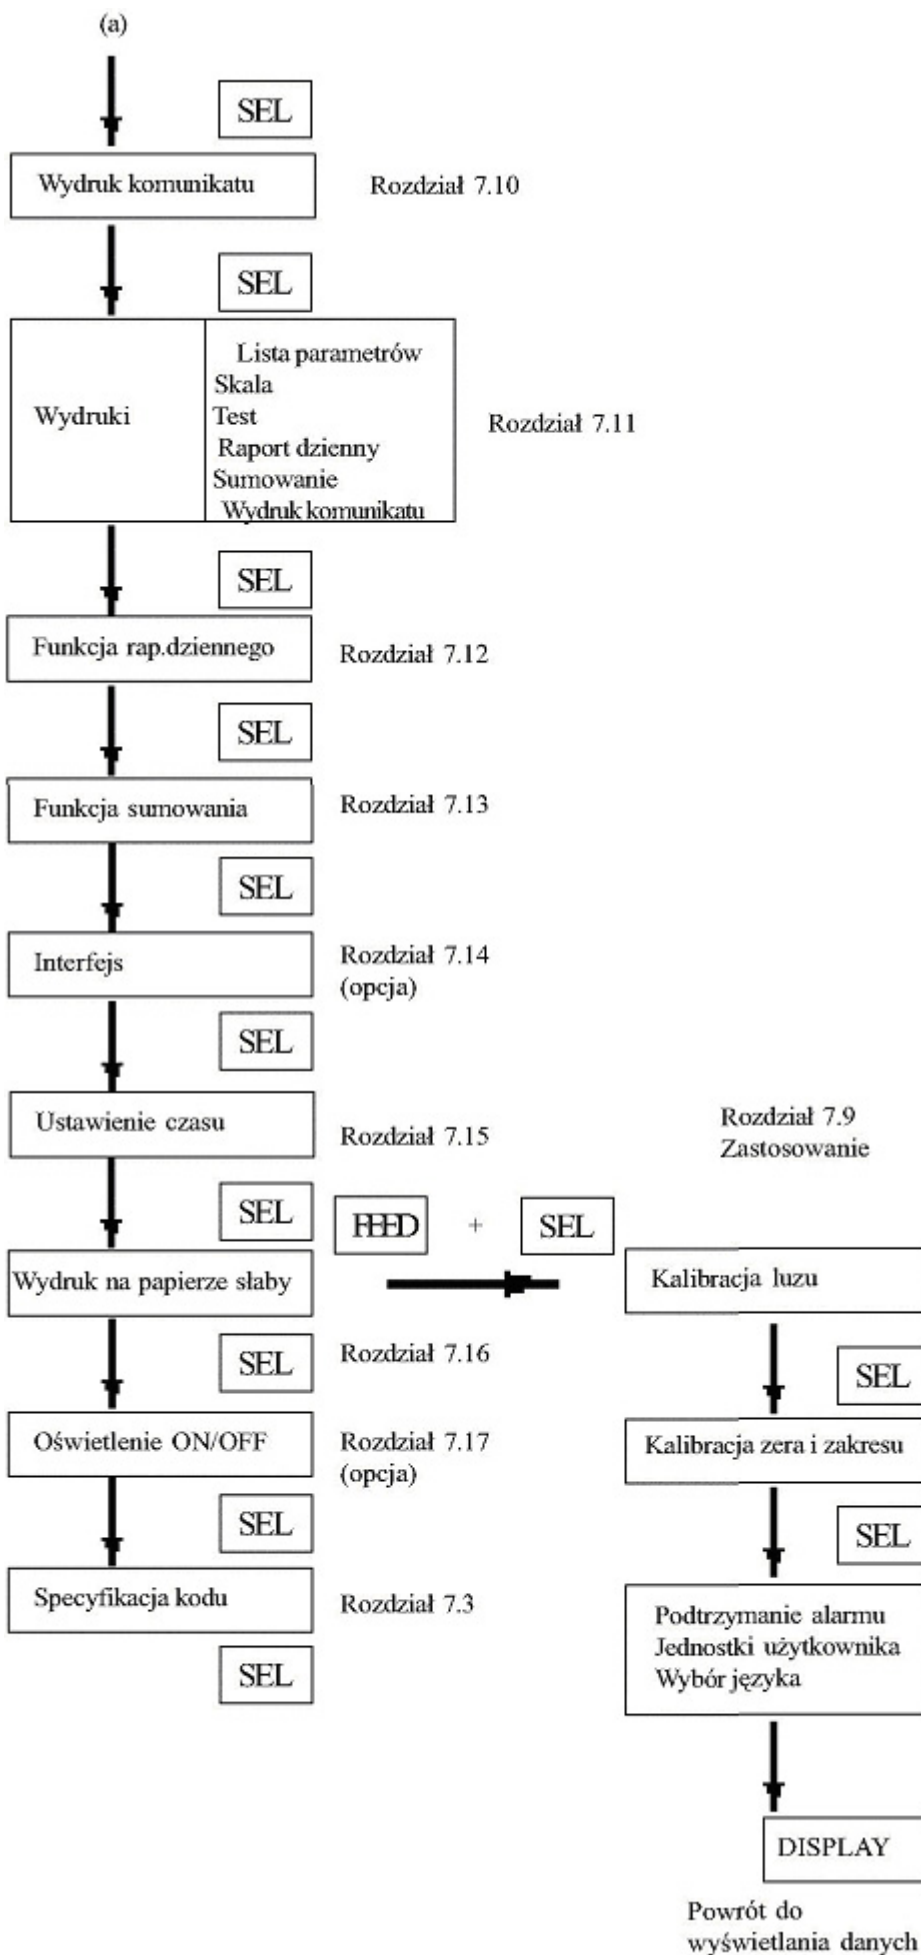 (a)
SEL
Wydruk komunikatu
Rozdział 7.10
SEL
Wydruki
Lista parametrów
Skala
Test
Raport dzienny
Sumowanie
Wydruk komunikatu
Rozdział 7.11
SEL
Funkcja rap.dziennego
Rozdział 7.12
SEL
Funkcja sumowania
Rozdział 7.13
SEL
Interfejs
Rozdział 7.14
(opcja)
SEL
Ustawienie czasu
Rozdział 7.15
SEL
Wydruk na papierze słaby
FEED + SEL
Rozdział 7.16
SEL
Oświetlenie ON/OFF
Rozdział 7.17
(opcja)
SEL
Specyfikacja kodu
Rozdział 7.3
SEL
Rozdział 7.9
Zastosowanie
Kalibracja luzu
SEL
Kalibracja zera i zakresu
SEL
Podtrzymanie alarmu
Jednostki użytkownika
Wybór języka
DISPLAY
Powrót do
wyświetlania danych